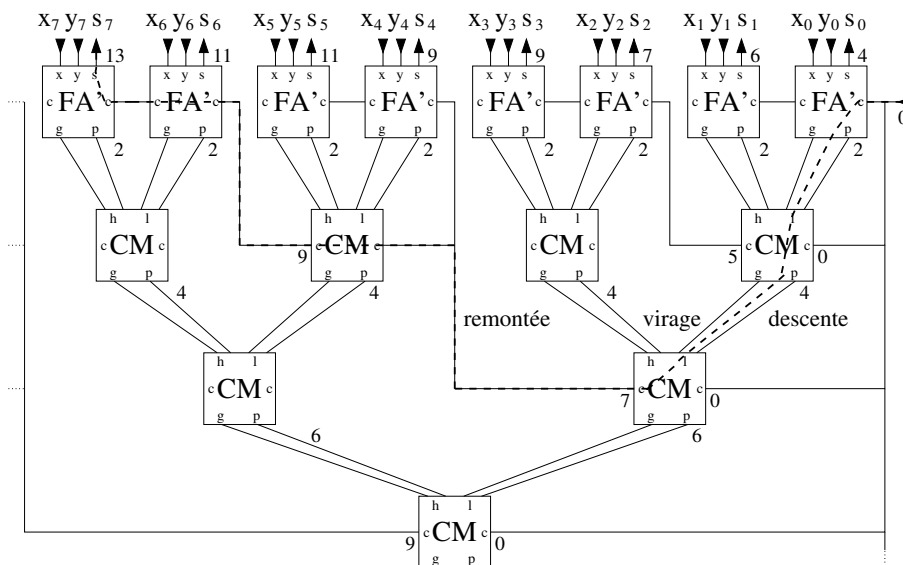 x7 y7 s7 x6 y6 s6 x5 y5 s5 x4 y4 s4 x3 y3 s3 x2 y2 s2 x1 y1 s1 x0 y0 s0
13 11 11 9 9 7 6 4
x y s x y s x y s x y s x y s x y s x y s x y s
c FA' c c FA' c c FA' c c FA' c c FA' c c FA' c c FA' c c FA' c 0
g p g p g p g p g p g p g p g p
2 2 2 2 2 2 2 2
h l h l h l h l
c CM c 9 c CM c c CM c 5 c CM c 0
g p g p g p g p
4 4 4 4
remontée virage descente
h l h l
c CM c 7 c CM c 0
g p g p
6 6
h l
9 c CM c 0
g p